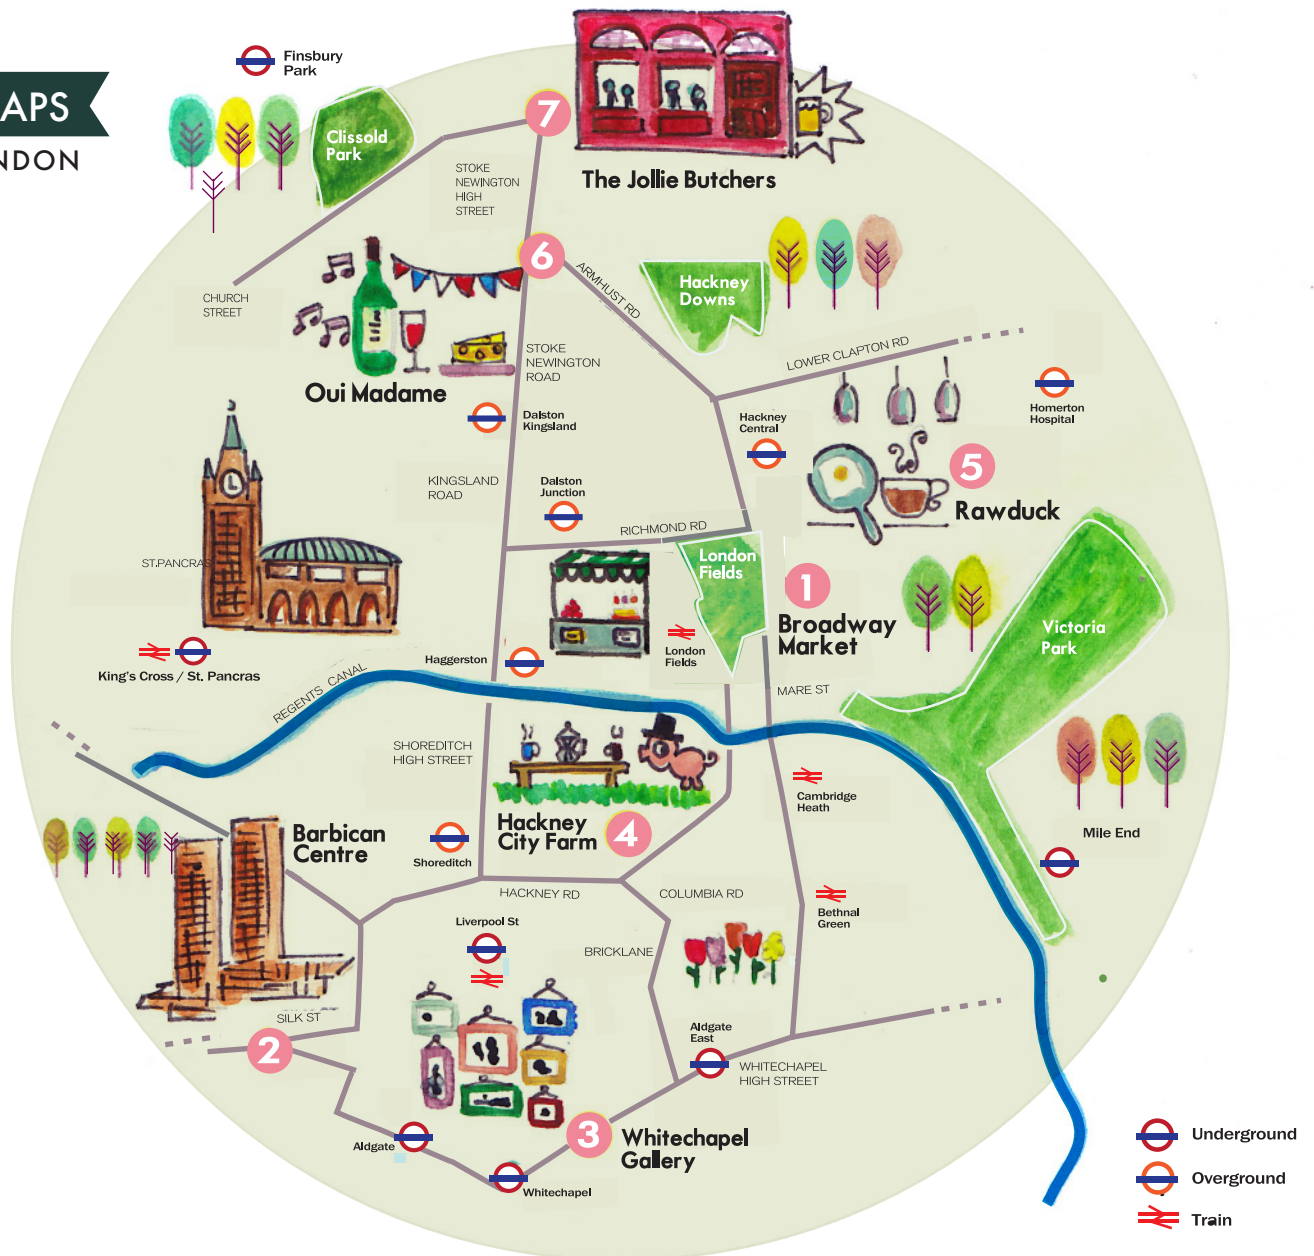 APS
NDON
Finsbury
Park
Clissold
Park
7
STOKE
NEWINGTON
HIGH
STREET
The Jollie Butchers
6
ARMHUST RD
Hackney
Downs
CHURCH
STREET
STOKE
NEWINGTON
ROAD
LOWER CLAPTON RD
Oui Madame
Dalston
Kingsland
Hackney
Central
Homerton
Hospital
KINGSLAND
ROAD
Dalston
Junction
5
Rawduck
RICHMOND RD
ST.PANCRAS
London
Fields
1
Broadway
Market
Victoria
Park
London
Fields
Haggerston
King's Cross / St. Pancras
REGENTS CANAL
MARE ST
SHOREDITCH
HIGH STREET
Cambridge
Heath
Hackney
City Farm
4
Barbican
Centre
Shoreditch
Mile End
HACKNEY RD
COLUMBIA RD
Bethnal
Green
Liverpool St
BRICKLANE
SILK ST
2
Aldgate
East
WHITECHAPEL
HIGH STREET
3
Whitechapel
Gallery
Aldgate
Whitechapel
Underground
Overground
Train